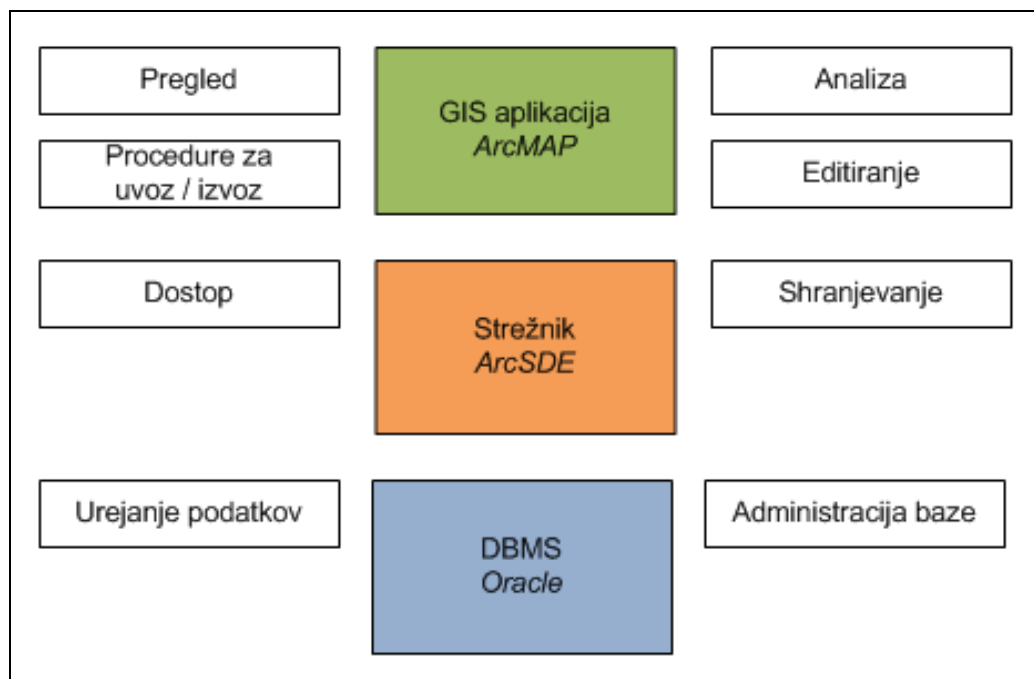 Pregled
GIS aplikacija
ArcMAP
Analiza
Procedure za
uvoz / izvoz
Editiranje
Dostop
Strežnik
ArcSDE
Shranjevanje
Urejanje podatkov
DBMS
Oracle
Administracija baze